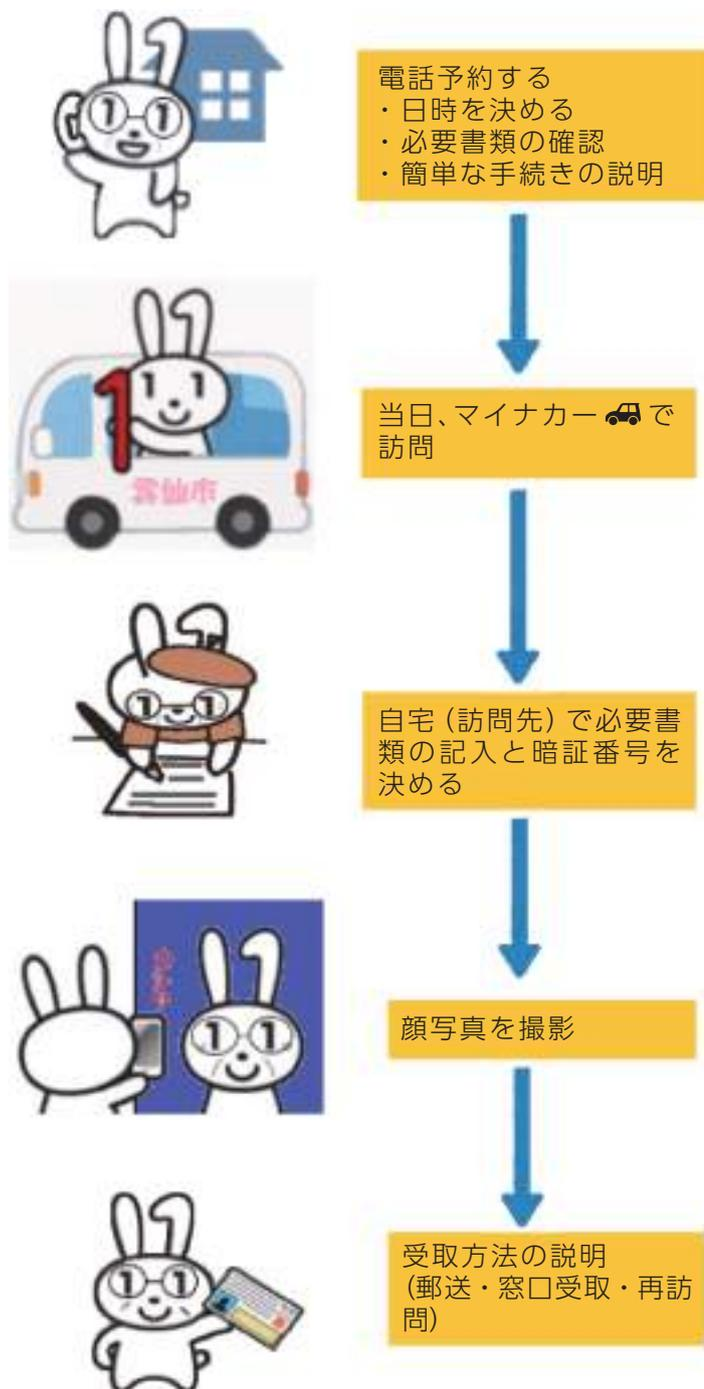 電話予約する
・日時を決める
・必要書類の確認
・簡単な手続きの説明
当日、マイナカー🚙で
訪問
雲仙市
自宅(訪問先)で必要書
類の記入と暗証番号を
決める
顔写真を撮影
受取方法の説明
(郵送・窓口受取・再訪
問)